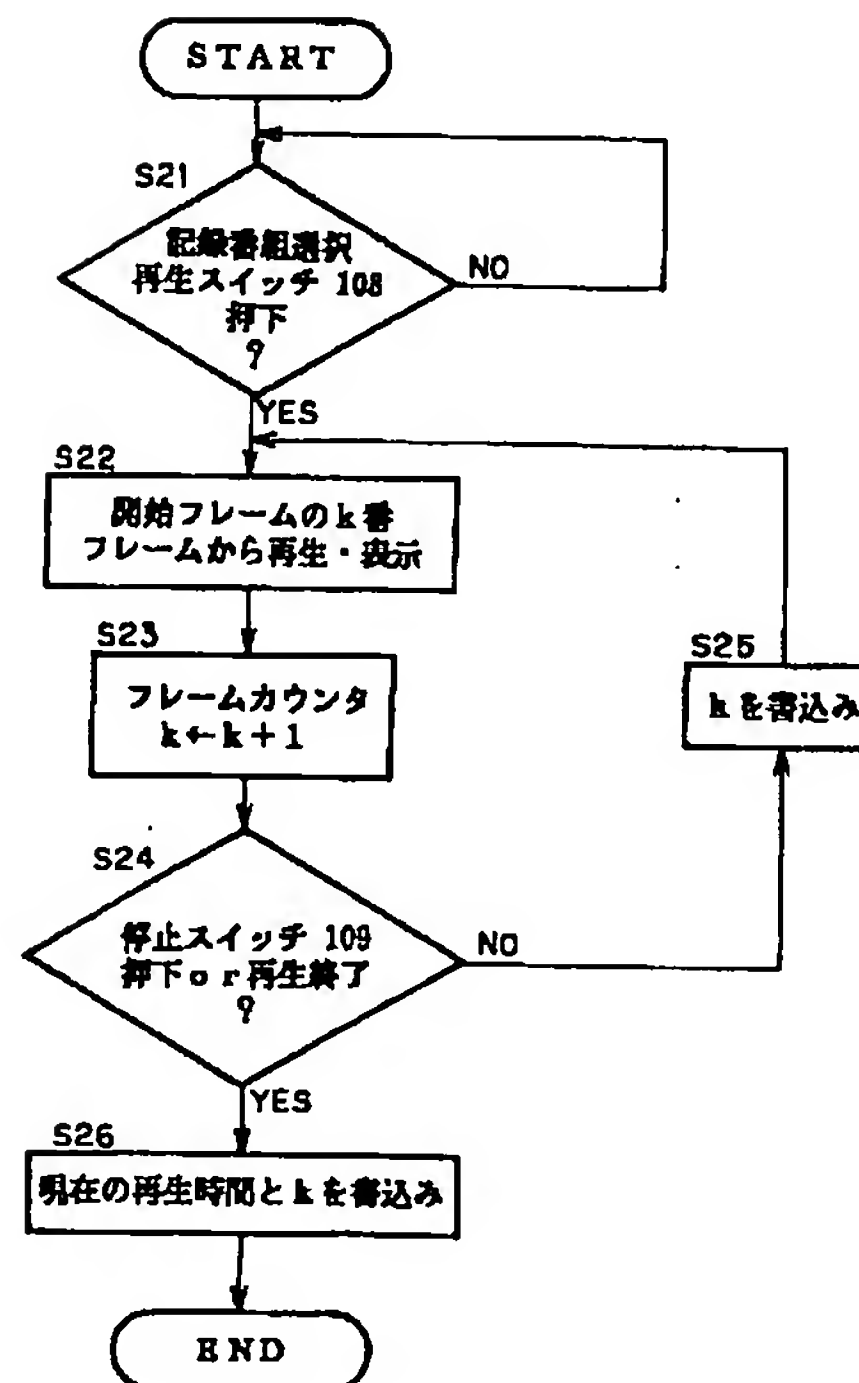 START
S21
記録番組選択
再生スイッチ 108
押下
?
NO
YES
S22
開始フレームのk番
フレームから再生・表示
S23
フレームカウンタ
k←k+1
S25
kを書込み
S24
停止スイッチ 109
押下or再生終了
?
NO
YES
S26
現在の再生時間とkを書込み
END